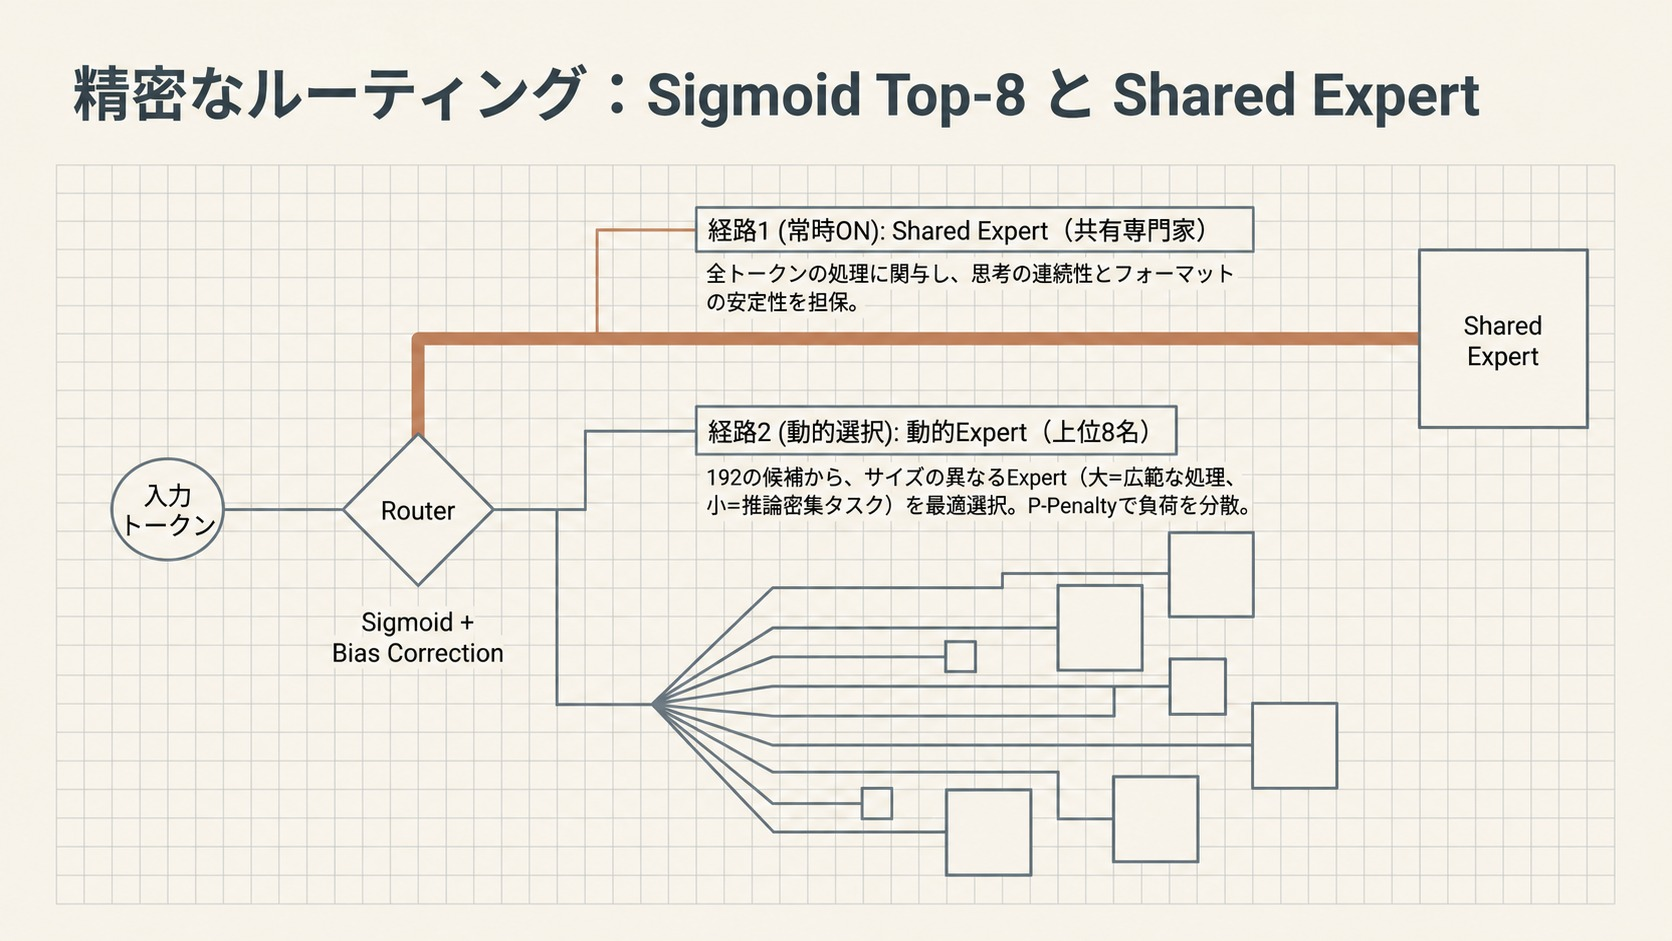 精密なルーティング：Sigmoid Top-8 と Shared Expert
経路1 (常時ON): Shared Expert（共有専門家）
全トークンの処理に関与し、思考の連続性とフォーマット
の安定性を担保。
Shared
Expert
経路2 (動的選択): 動的Expert（上位8名）
192の候補から、サイズの異なるExpert（大=広範な処理、
小=推論密集タスク）を最適選択。P-Penaltyで負荷を分散。
入力
トークン
Router
Sigmoid +
Bias Correction